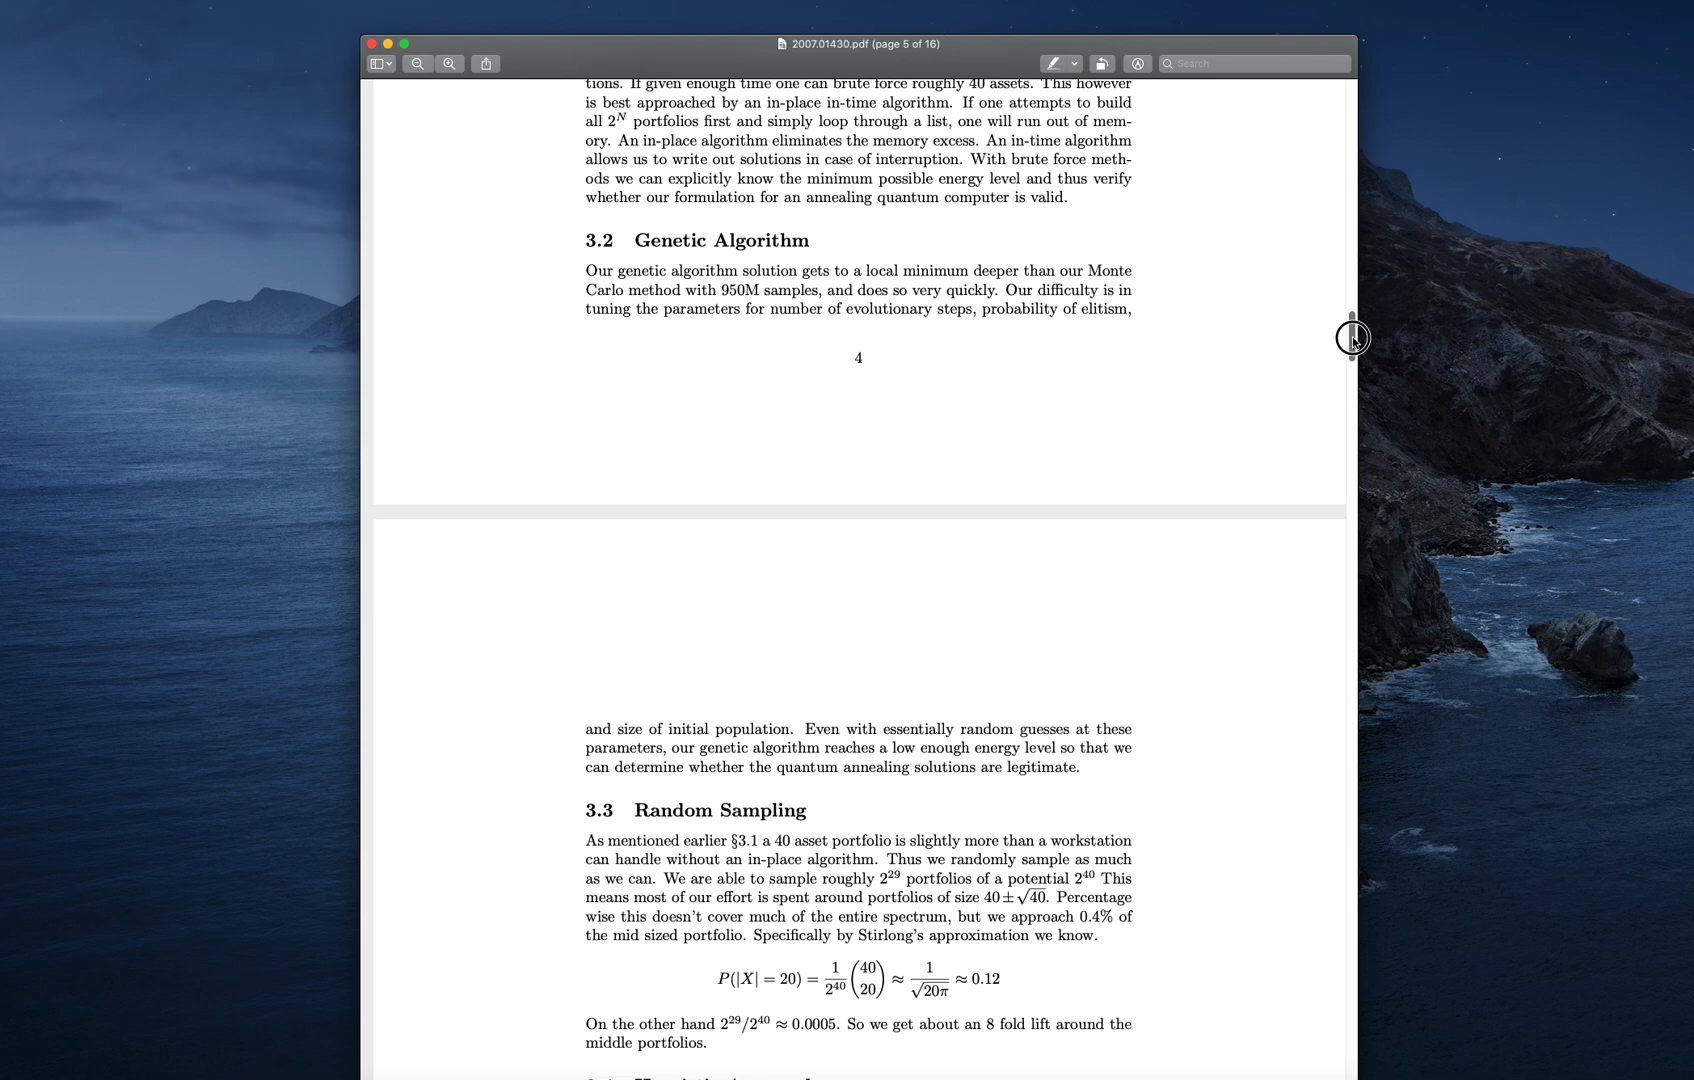 2007.01430.pdf (page 5 of 16)
Search
tions. If given enough time one can brute force roughly 40 assets. This however
is best approached by an in-place in-time algorithm. If one attempts to build
all 2^N portfolios first and simply loop through a list, one will run out of mem-
ory. An in-place algorithm eliminates the memory excess. An in-time algorithm
allows us to write out solutions in case of interruption. With brute force meth-
ods we can explicitly know the minimum possible energy level and thus verify
whether our formulation for an annealing quantum computer is valid.
3.2 Genetic Algorithm
Our genetic algorithm solution gets to a local minimum deeper than our Monte
Carlo method with 950M samples, and does so very quickly. Our difficulty is in
tuning the parameters for number of evolutionary steps, probability of elitism,
4
and size of initial population. Even with essentially random guesses at these
parameters, our genetic algorithm reaches a low enough energy level so that we
can determine whether the quantum annealing solutions are legitimate.
3.3 Random Sampling
As mentioned earlier §3.1 a 40 asset portfolio is slightly more than a workstation
can handle without an in-place algorithm. Thus we randomly sample as much
as we can. We are able to sample roughly 2^29 portfolios of a potential 2^40 This
means most of our effort is spent around portfolios of size 40 ± √40. Percentage
wise this doesn't cover much of the entire spectrum, but we approach 0.4% of
the mid sized portfolio. Specifically by Stirlong's approximation we know.
P(|X| = 20) = 1/2^40 (40 20) ≈ 1/√20π ≈ 0.12
On the other hand 2^29/2^40 ≈ 0.0005. So we get about an 8 fold lift around the
middle portfolios.